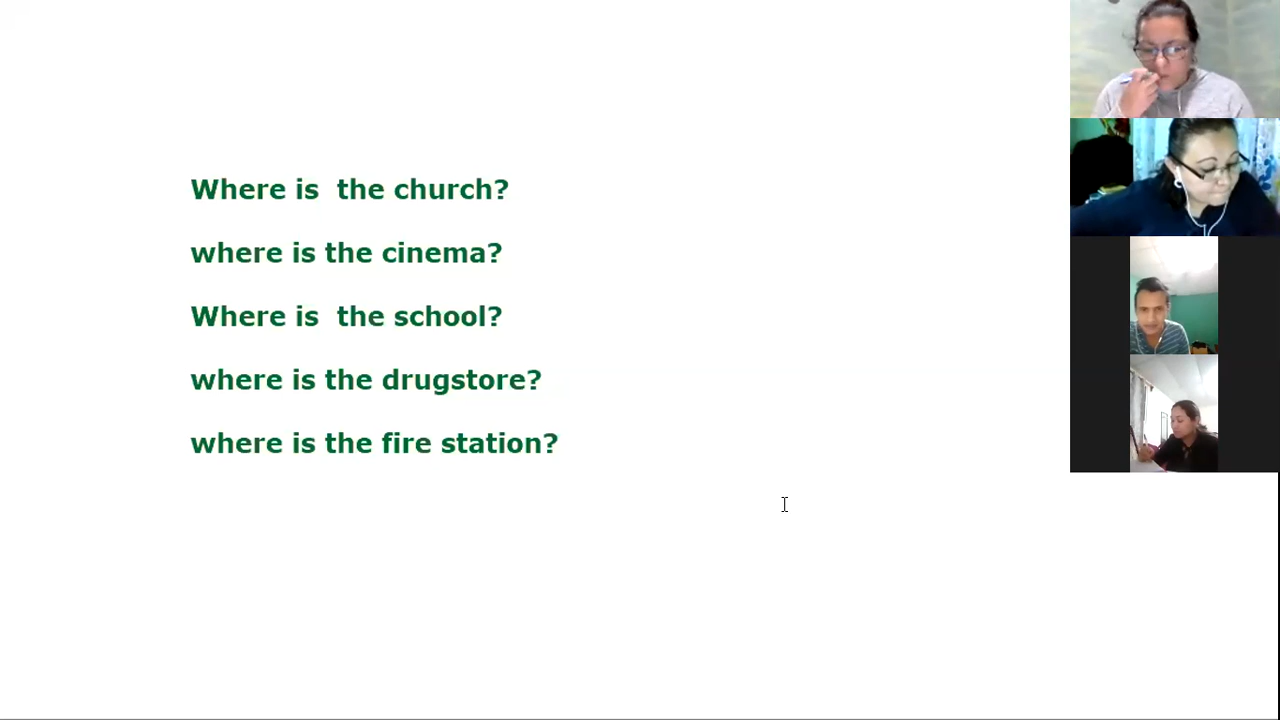 Where is  the church?
where is the cinema?
Where is  the school?
where is the drugstore?
where is the fire station?